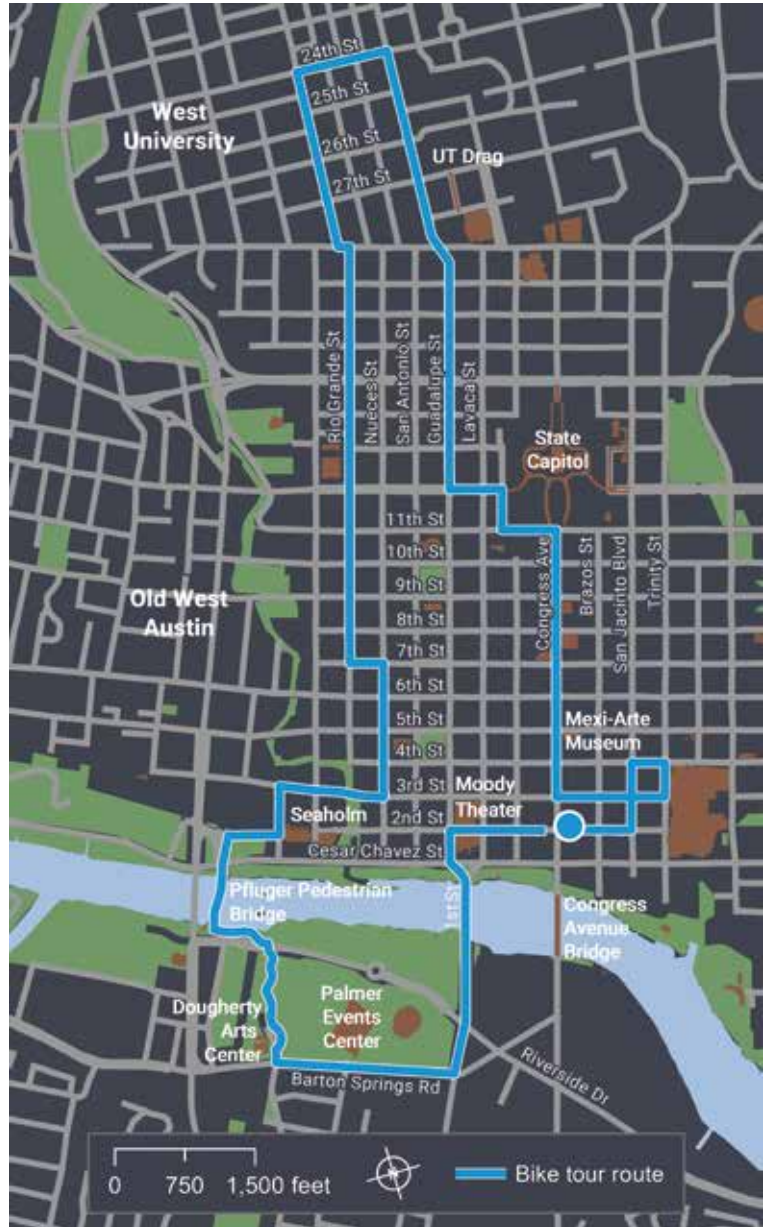 24th St
25th St
26th St
27th St
West
University
UT Drag
Rio Grande St
Nueces St
San Antonio St
Guadalupe St
Lavaca St
State
Capitol
11th St
10th St
9th St
8th St
7th St
6th St
5th St
4th St
3rd St
2nd St
Cesar Chavez St
Congress Ave
Brazos St
San Jacinto Blvd
Trinity St
Old West
Austin
Mexi-Arte
Museum
Moody
Theater
Seaholm
Pfluger Pedestrian
Bridge
1st St
Congress
Avenue
Bridge
Dougherty
Arts
Center
Palmer
Events
Center
Barton Springs Rd
Riverside Dr
0 750 1,500 feet
Bike tour route